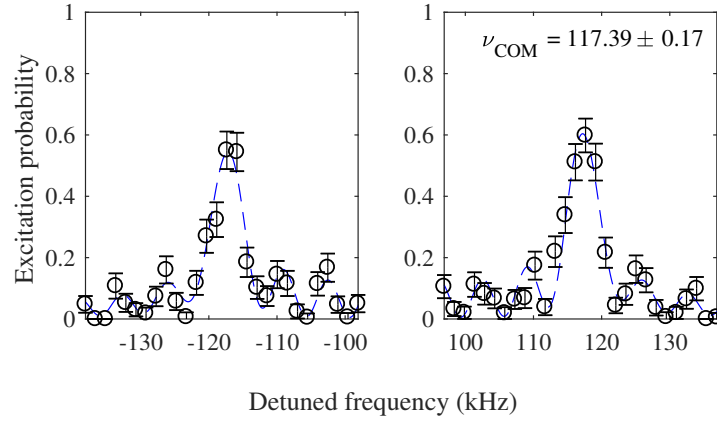 1
0.8
0.6
0.4
0.2
0
Excitation probability
-130 -120 -110 -100
ν_COM = 117.39 ± 0.17
1
0.8
0.6
0.4
0.2
0
100 110 120 130
Detuned frequency (kHz)